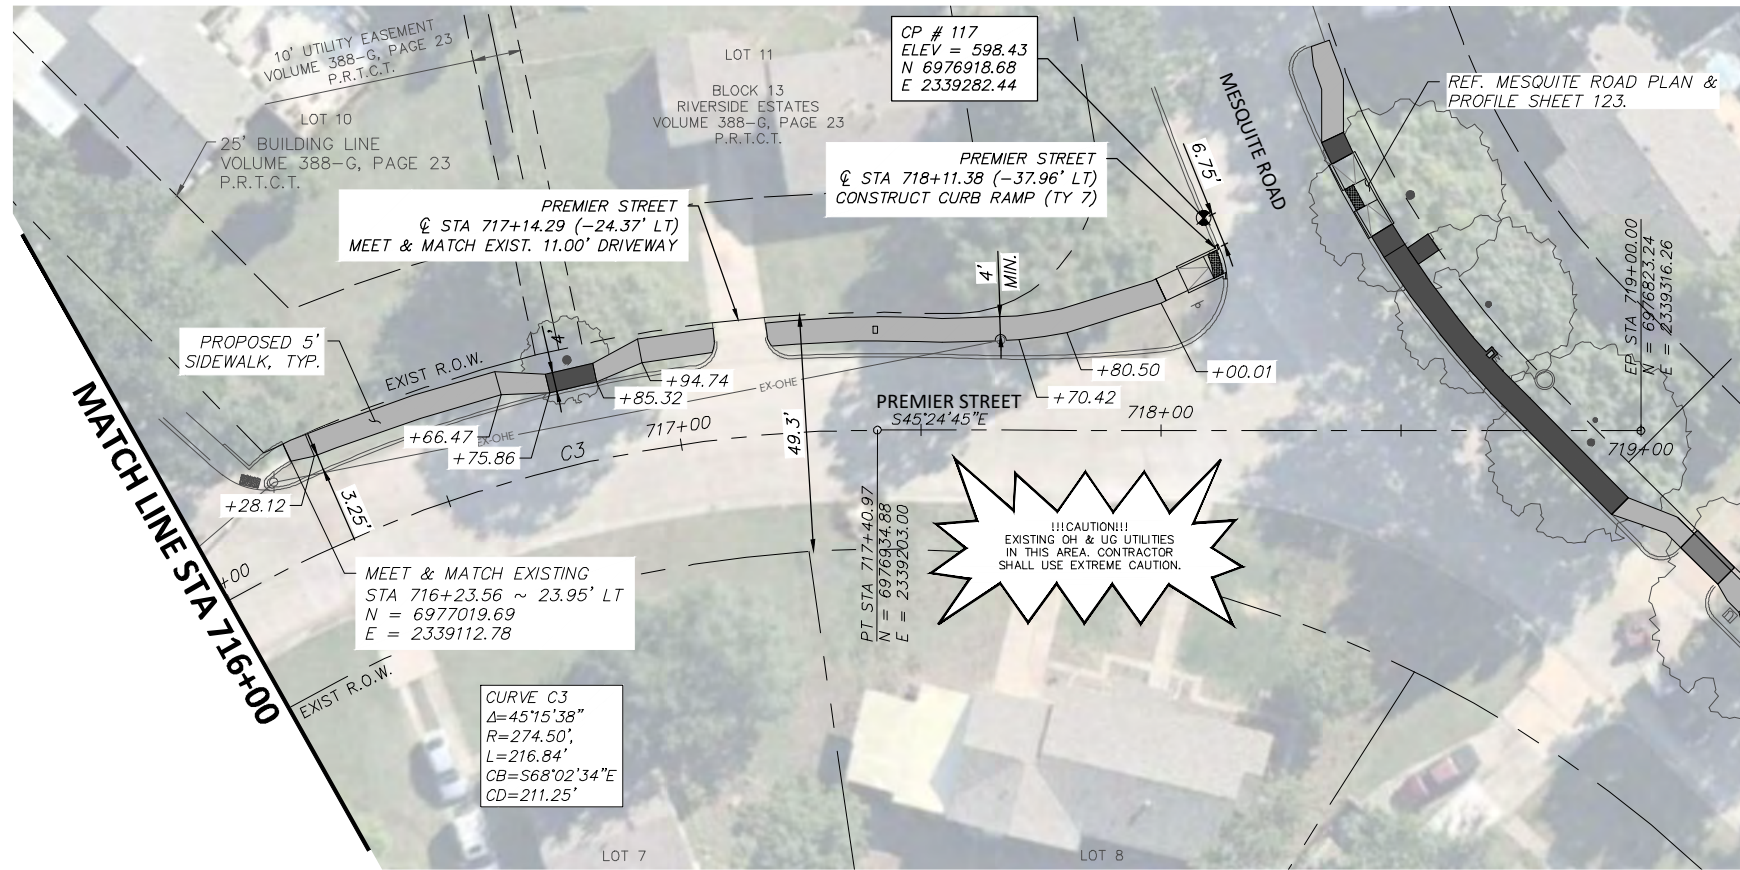 10' UTILITY EASEMENT
VOLUME 388-G, PAGE 23
P.R.T.C.T.
LOT 10
25' BUILDING LINE
VOLUME 388-G, PAGE 23
P.R.T.C.T.
LOT 11
BLOCK 13
RIVERSIDE ESTATES
VOLUME 388-G, PAGE 23
P.R.T.C.T.
CP # 117
ELEV = 598.43
N 6976918.68
E 2339282.44
MESQUITE ROAD
REF. MESQUITE ROAD PLAN &
PROFILE SHEET 123.
PREMIER STREET
℄ STA 717+14.29 (-24.37' LT)
MEET & MATCH EXIST. 11.00' DRIVEWAY
PREMIER STREET
℄ STA 718+11.38 (-37.96' LT)
CONSTRUCT CURB RAMP (TY 7)
6.75'
4'
MIN.
EP STA 719+00.00
N = 6976823.24
E = 2339316.26
PROPOSED 5'
SIDEWALK, TYP.
EXIST R.O.W.
4'
+94.74
+85.32
EX-OHE
+80.50
+00.01
+70.42
+66.47
+75.86
EX-OHE
C3
717+00
49.3'
PREMIER STREET
S45°24'45"E
718+00
719+00
+28.12
3.25'
MATCH LINE STA 716+00
+00
MEET & MATCH EXISTING
STA 716+23.56 ~ 23.95' LT
N = 6977019.69
E = 2339112.78
PT STA 717+40.97
N = 6976934.88
E = 2339203.00
!!!CAUTION!!!
EXISTING OH & UG UTILITIES
IN THIS AREA. CONTRACTOR
SHALL USE EXTREME CAUTION.
EXIST R.O.W.
CURVE C3
Δ=45°15'38"
R=274.50',
L=216.84'
CB=S68°02'34"E
CD=211.25'
LOT 7
LOT 8